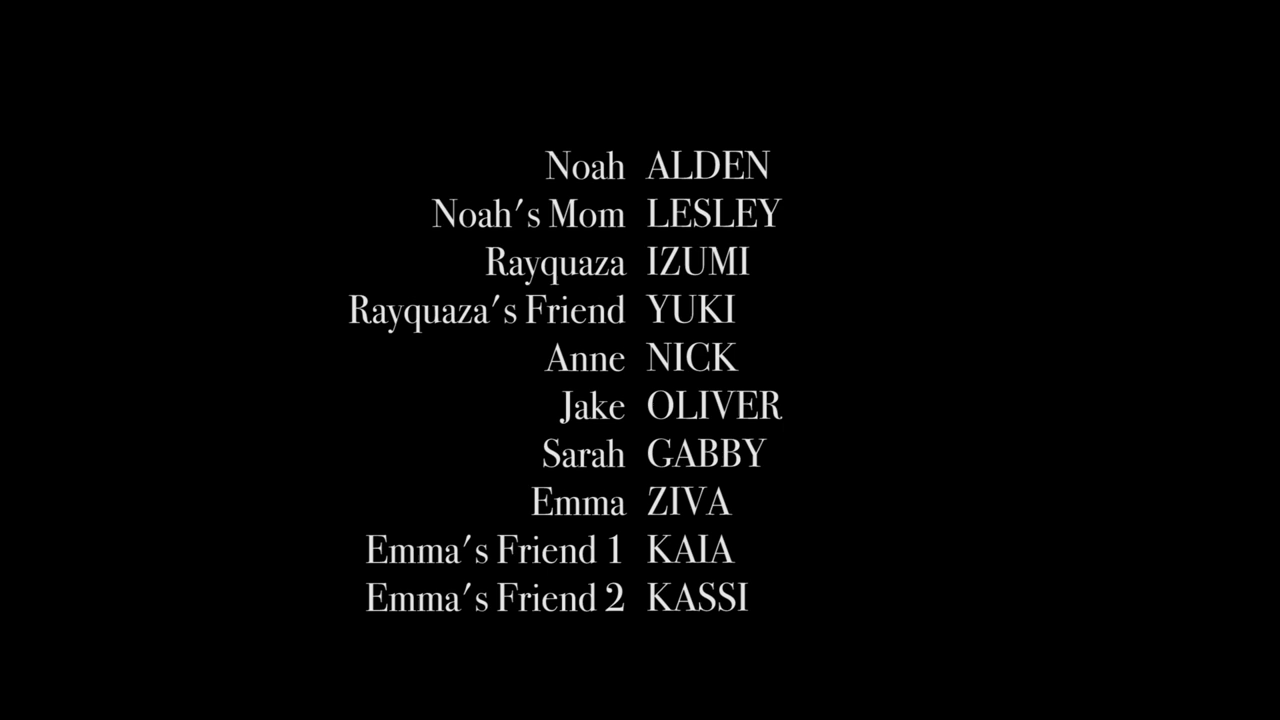 Noah ALDEN
Noah's Mom LESLEY
Rayquaza IZUMI
Rayquaza's Friend YUKI
Anne NICK
Jake OLIVER
Sarah GABBY
Emma ZIVA
Emma's Friend 1 KAIA
Emma's Friend 2 KASSI